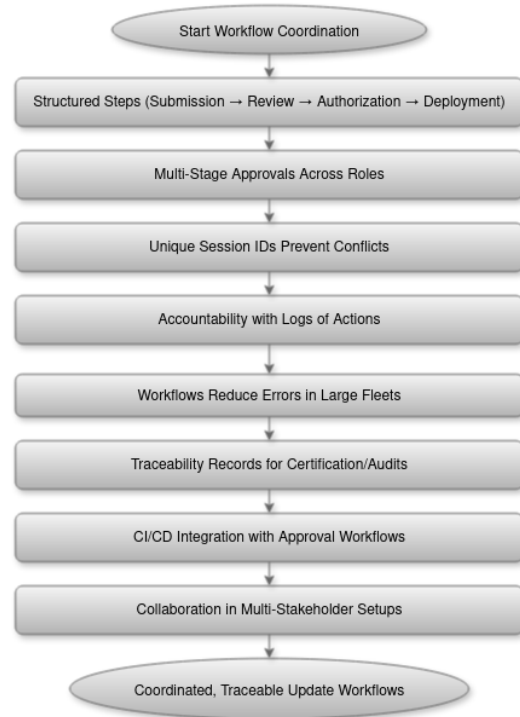 Start Workflow Coordination
Structured Steps (Submission → Review → Authorization → Deployment)
Multi-Stage Approvals Across Roles
Unique Session IDs Prevent Conflicts
Accountability with Logs of Actions
Workflows Reduce Errors in Large Fleets
Traceability Records for Certification/Audits
CI/CD Integration with Approval Workflows
Collaboration in Multi-Stakeholder Setups
Coordinated, Traceable Update Workflows